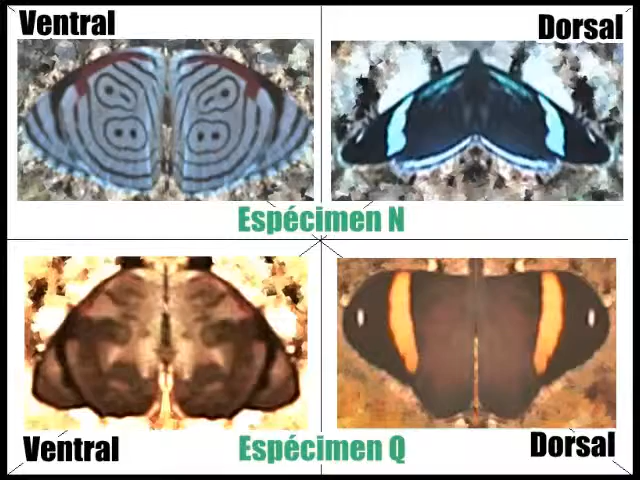 Ventral
Dorsal
Espécimen N
Ventral
Espécimen Q
Dorsal